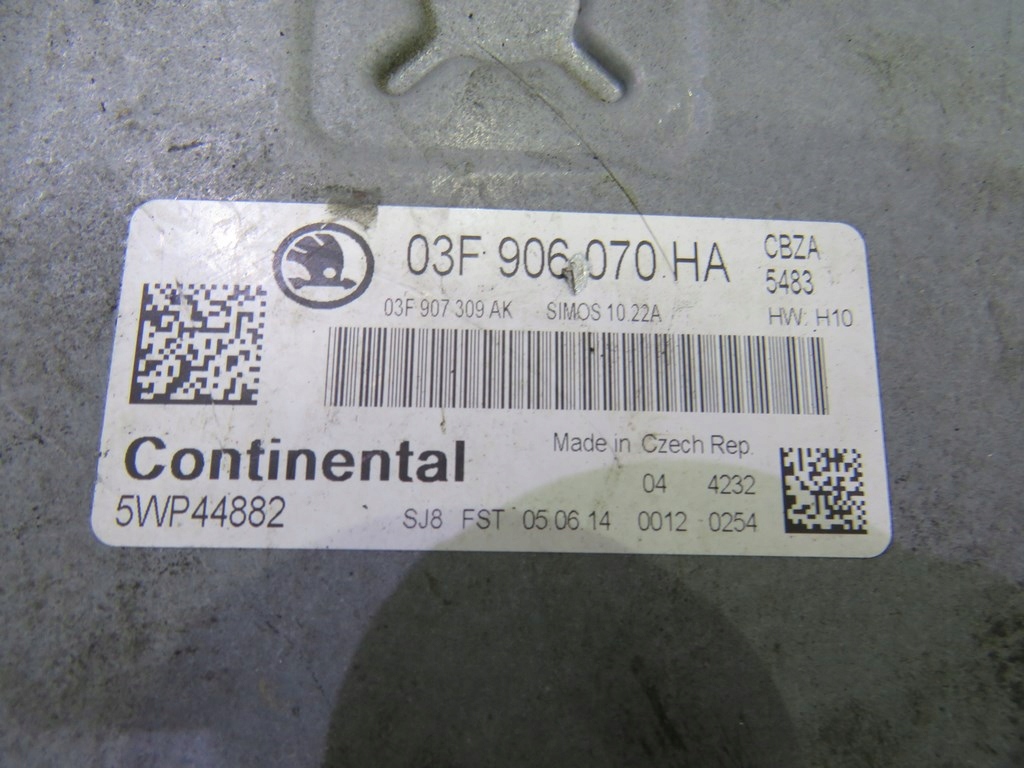 03F 906 070 HA CBZA
5483
03F 907 309 AK SIMOS 10.22A HW: H10
Continental Made in Czech Rep.
04 4232
5WP44882 SJ8 FST 05.06.14 0012 0254